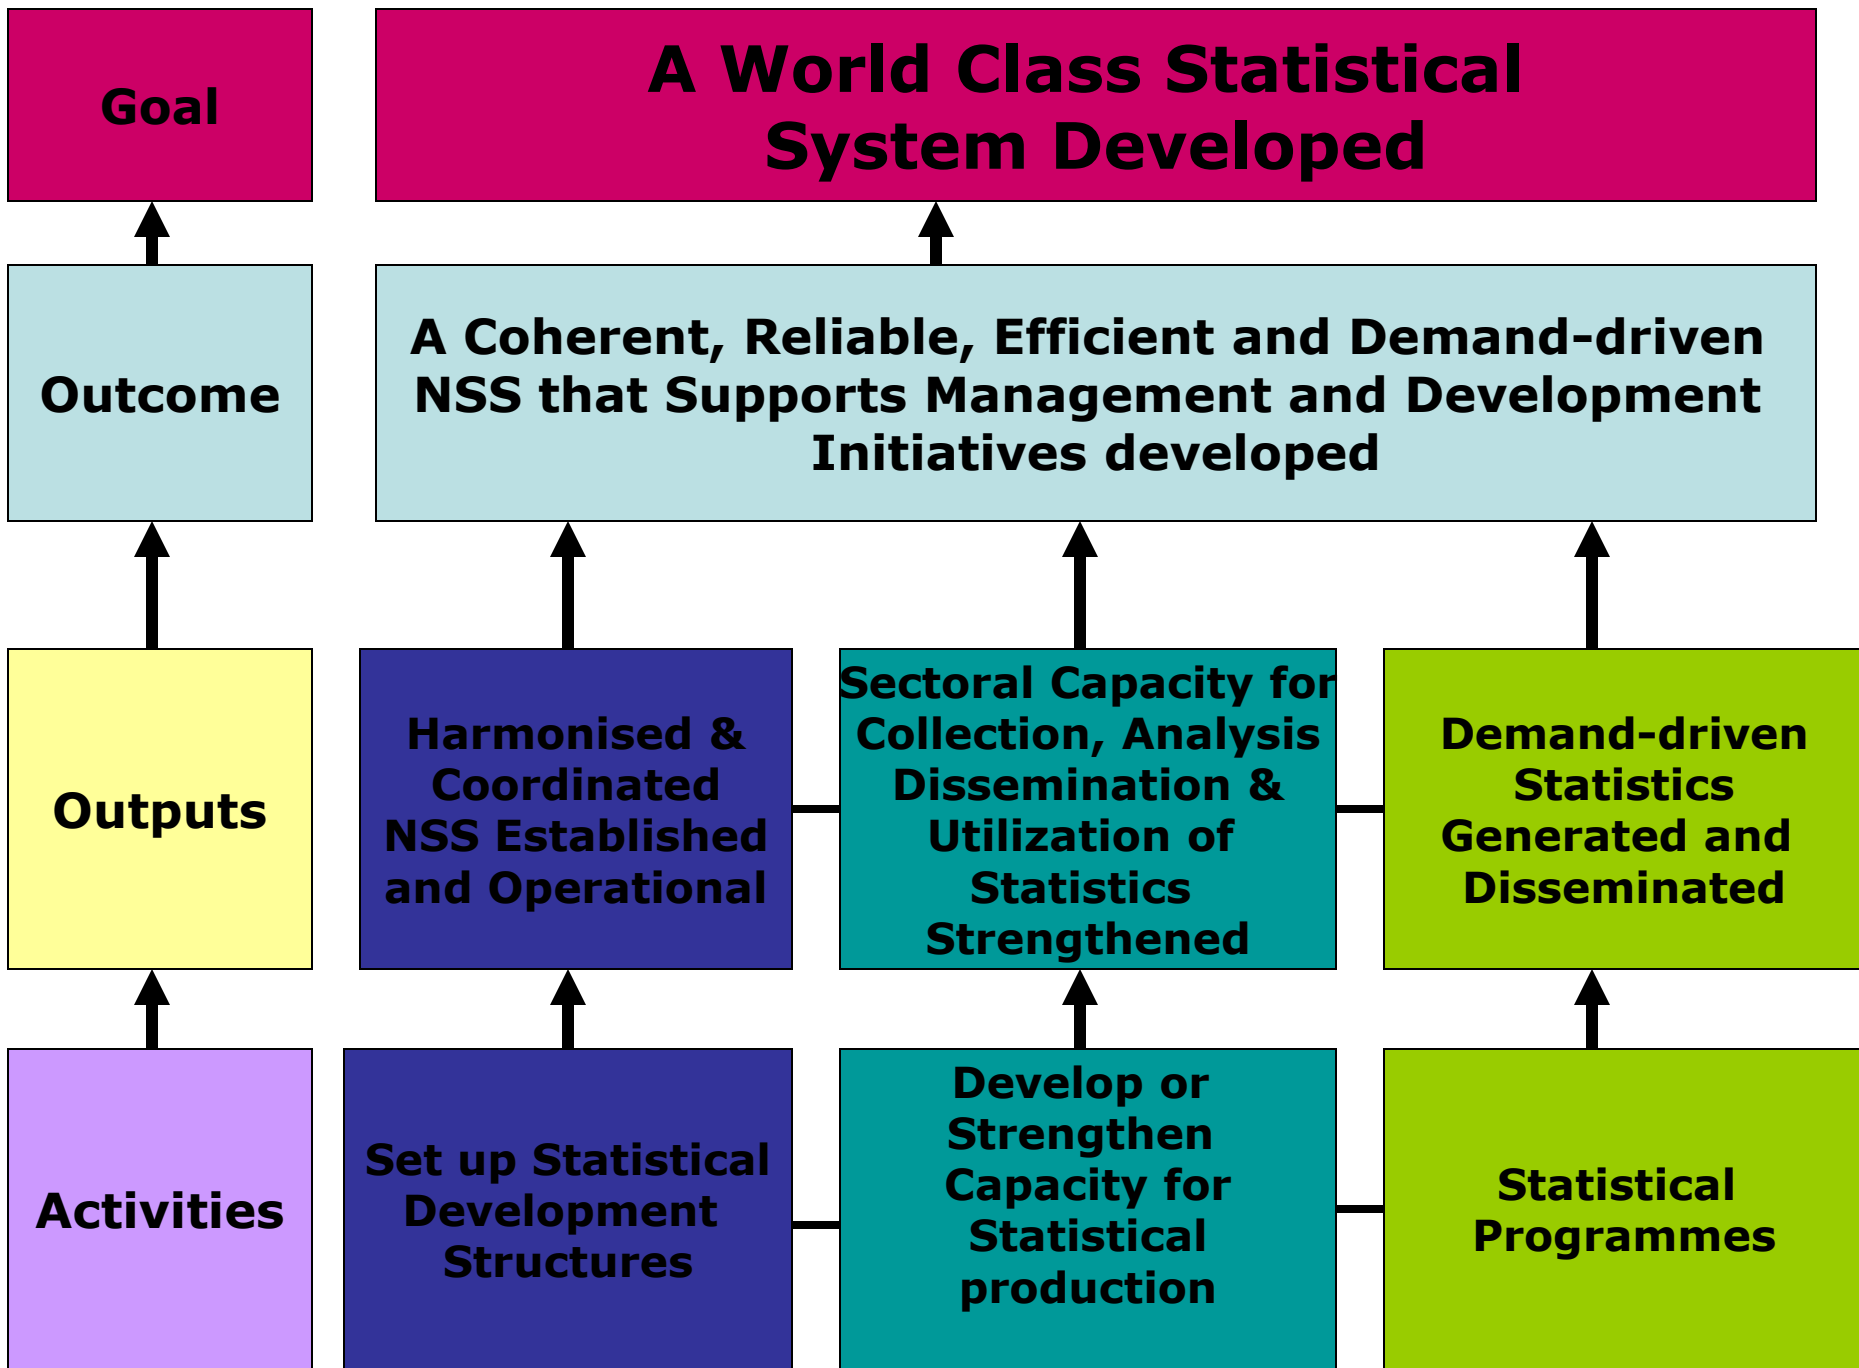 Goal
A World Class Statistical
System Developed
Outcome
A Coherent, Reliable, Efficient and Demand-driven
NSS that Supports Management and Development
Initiatives developed
Outputs
Harmonised &
Coordinated
NSS Established
and Operational
Sectoral Capacity for
Collection, Analysis
Dissemination &
Utilization of
Statistics
Strengthened
Demand-driven
Statistics
Generated and
Disseminated
Activities
Set up Statistical
Development
Structures
Develop or
Strengthen
Capacity for
Statistical
production
Statistical
Programmes